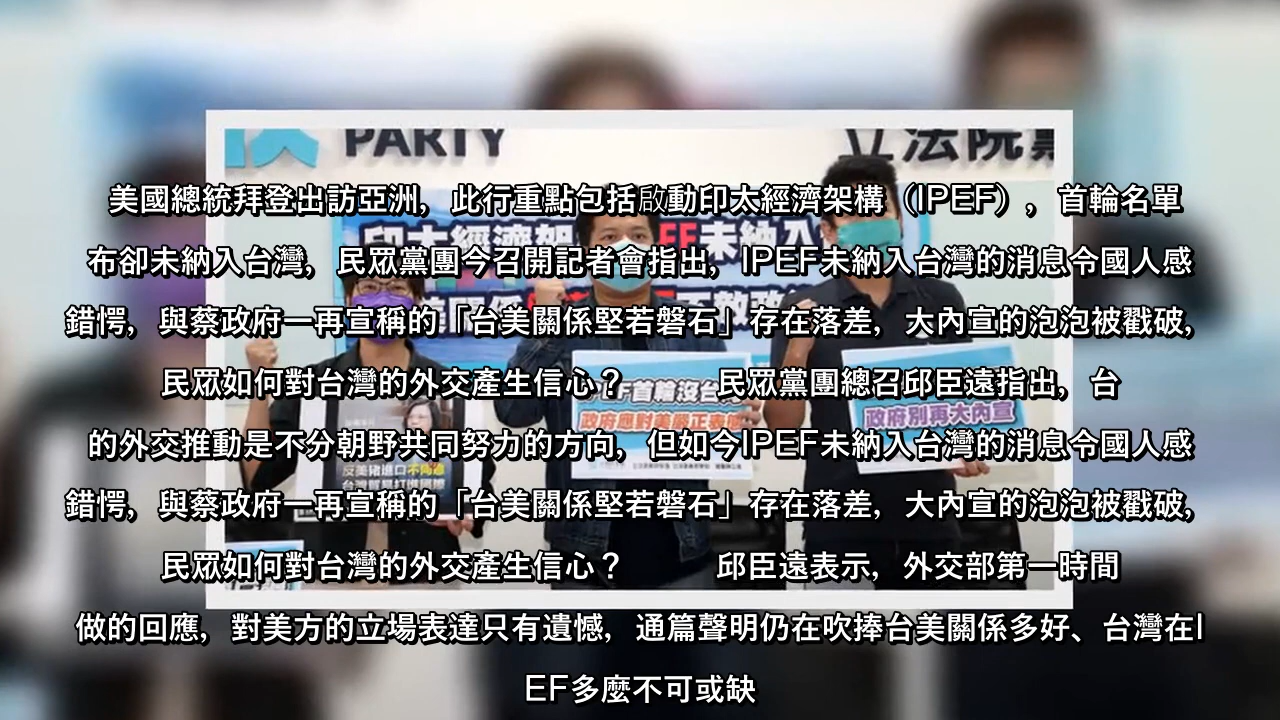 PARTY
立法院
美國總統拜登出訪亞洲，此行重點包括啟動印太經濟架構（IPEF），首輪名單
布卻未納入台灣，民眾黨團今召開記者會指出，IPEF未納入台灣的消息令國人感
錯愕，與蔡政府一再宣稱的「台美關係堅若磐石」存在落差，大內宣的泡泡被戳破，
民眾如何對台灣的外交產生信心？ 民眾黨團總召邱臣遠指出，台
的外交推動是不分朝野共同努力的方向，但如今IPEF未納入台灣的消息令國人感
錯愕，與蔡政府一再宣稱的「台美關係堅若磐石」存在落差，大內宣的泡泡被戳破，
民眾如何對台灣的外交產生信心？ 邱臣遠表示，外交部第一時間
做的回應，對美方的立場表達只有遺憾，通篇聲明仍在吹捧台美關係多好、台灣在I
EF多麼不可或缺
政府應對美嚴正表
政府別再大內宣
反美豬進口不